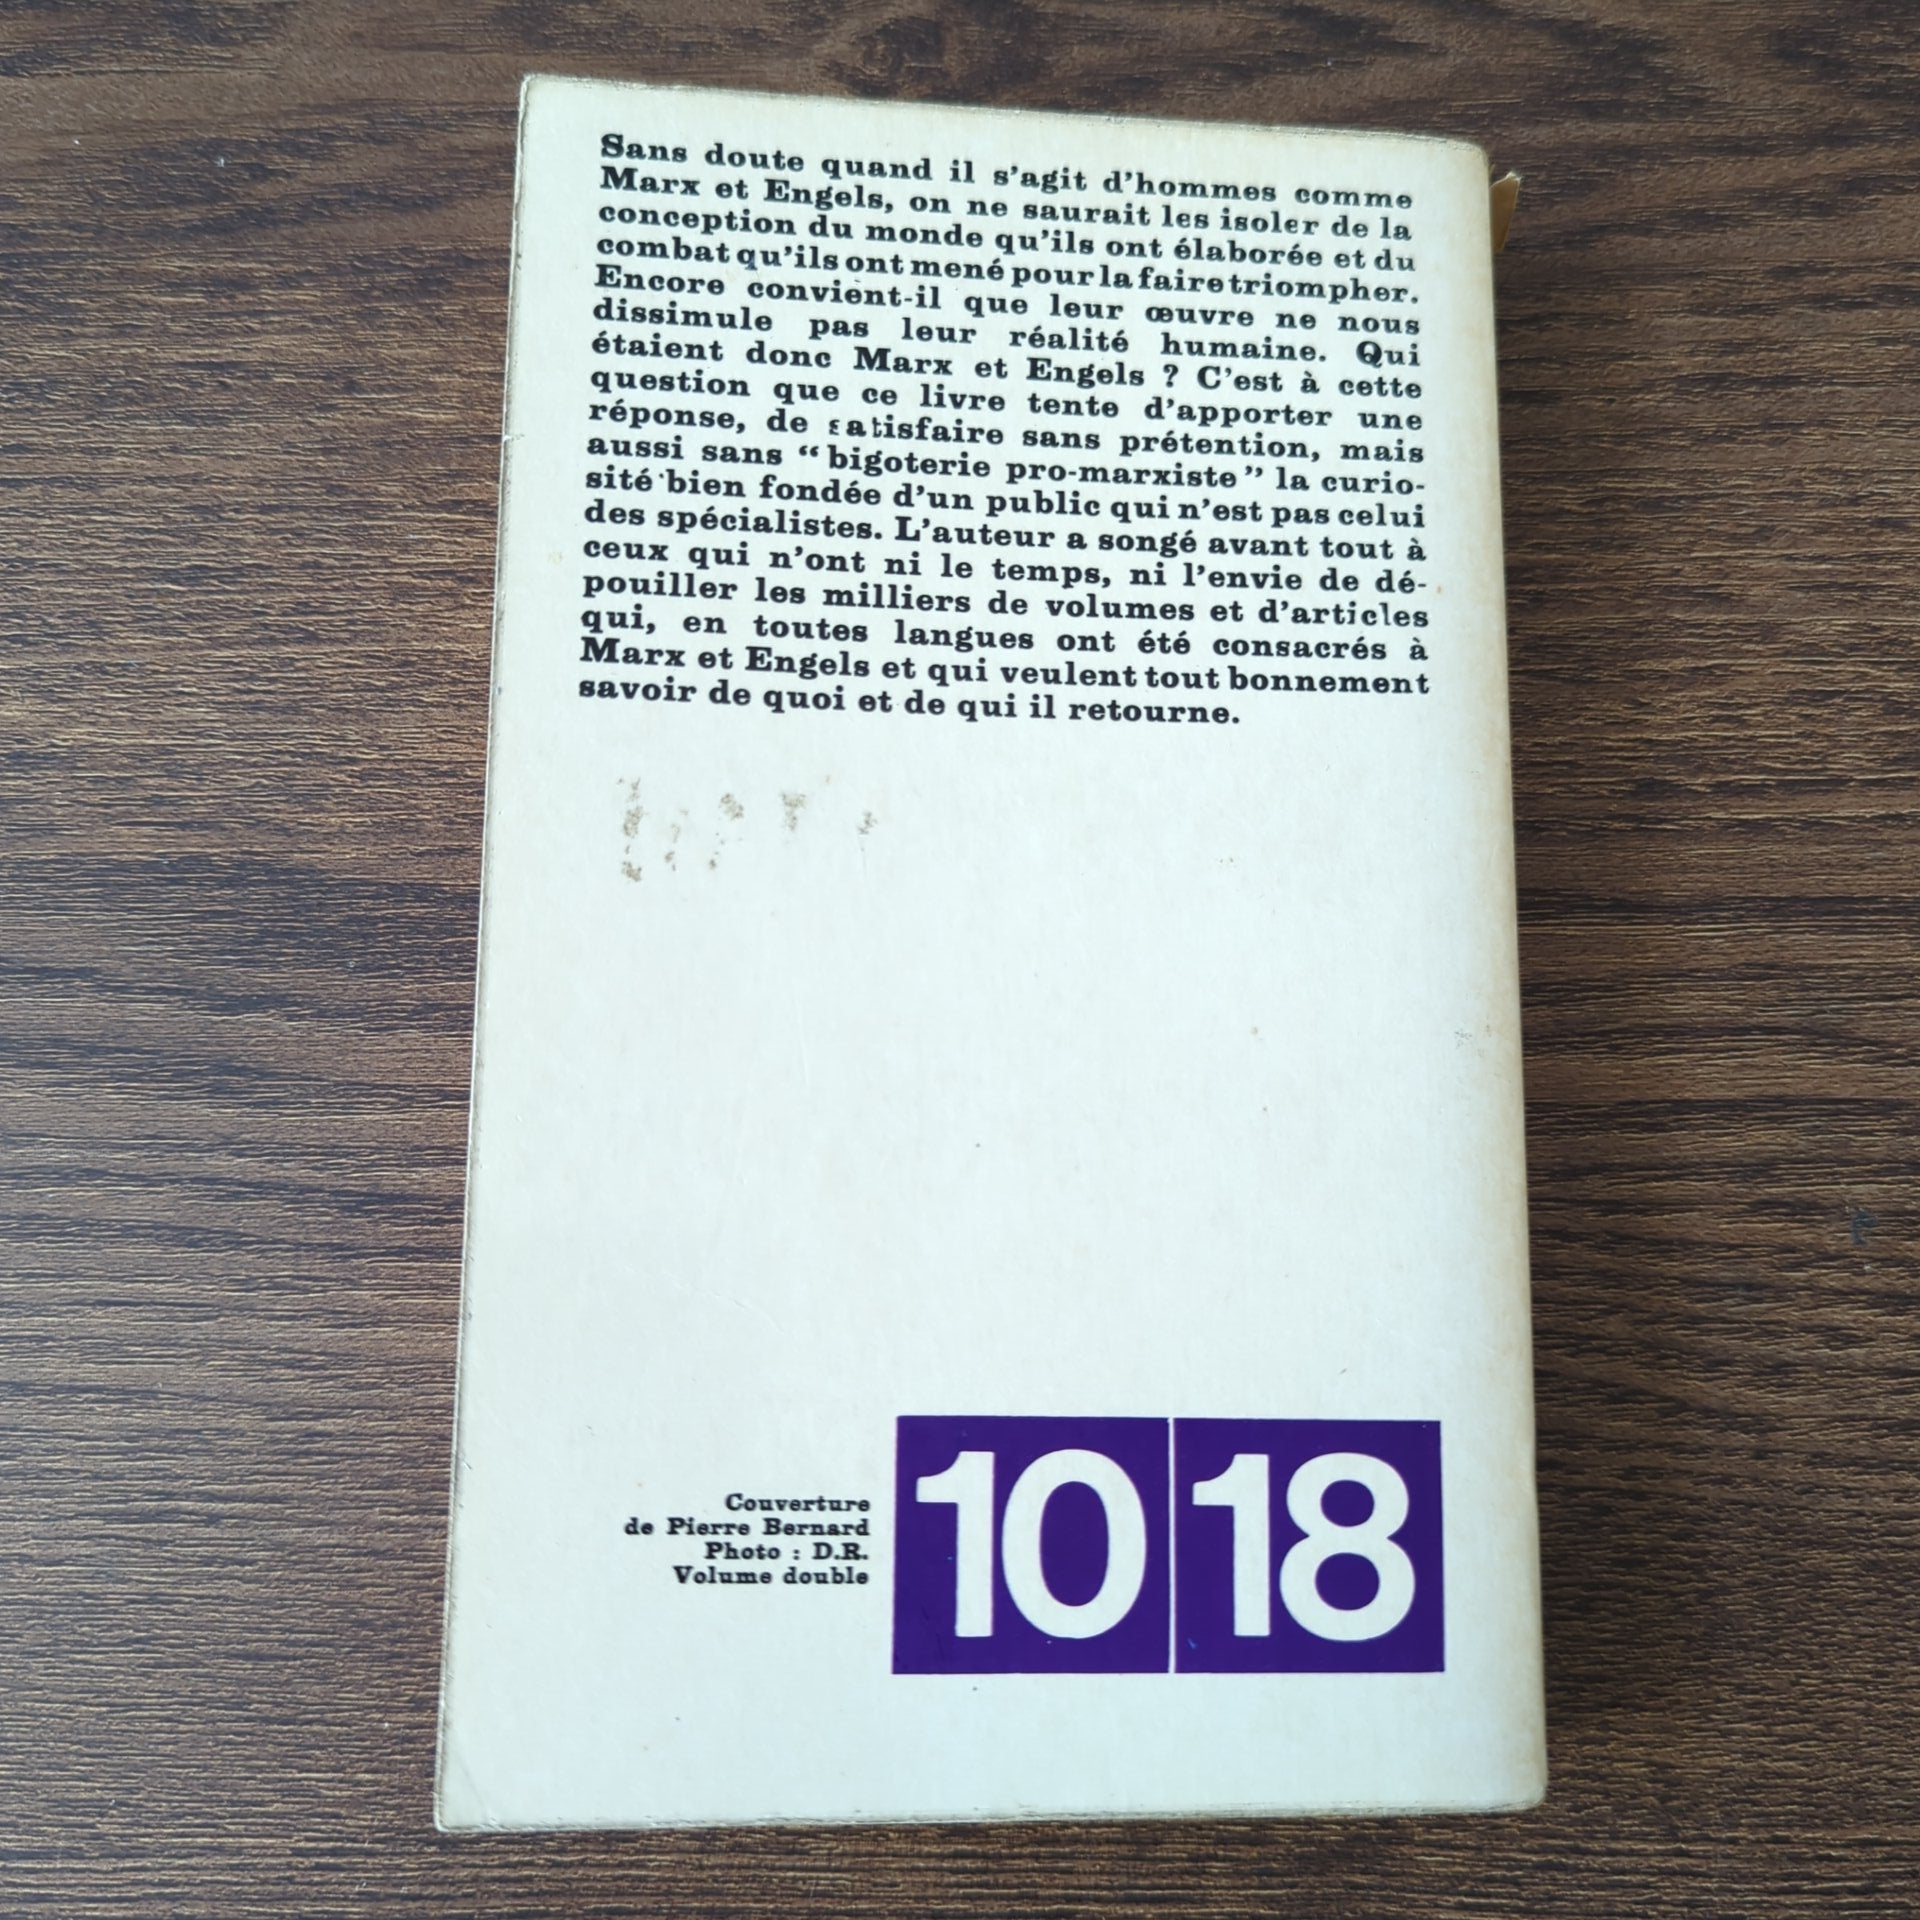 Sans doute quand il s'agit d'hommes comme
Marx et Engels, on ne saurait les isoler de la
conception du monde qu'ils ont élaborée et du
combat qu'ils ont mené pour la faire triompher.
Encore convient-il que leur œuvre ne nous
dissimule pas leur réalité humaine. Qui
étaient donc Marx et Engels ? C'est à cette
question que ce livre tente d'apporter une
réponse, de satisfaire sans prétention, mais
aussi sans “ bigoterie pro-marxiste ” la curio-
sité bien fondée d'un public qui n'est pas celui
des spécialistes. L'auteur a songé avant tout à
ceux qui n'ont ni le temps, ni l'envie de dé-
pouiller les milliers de volumes et d'articles
qui, en toutes langues ont été consacrés à
Marx et Engels et qui veulent tout bonnement
savoir de quoi et de qui il retourne.
Couverture
de Pierre Bernard
Photo : D.R.
Volume double
10 18